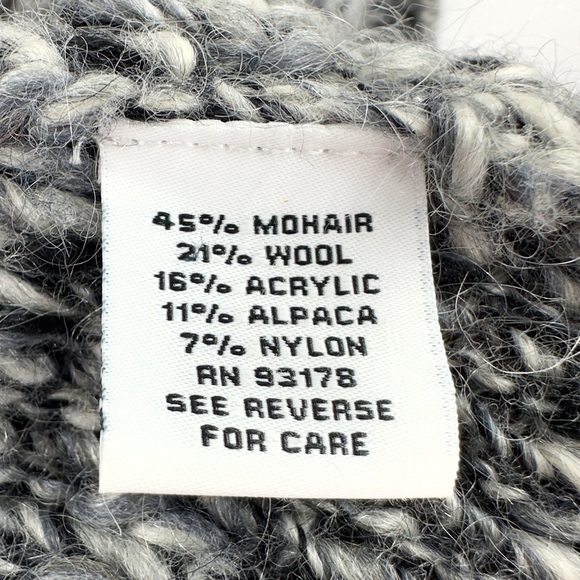 45% MOHAIR
21% WOOL
16% ACRYLIC
11% ALPACA
7% NYLON
RN 93178
SEE REVERSE
FOR CARE